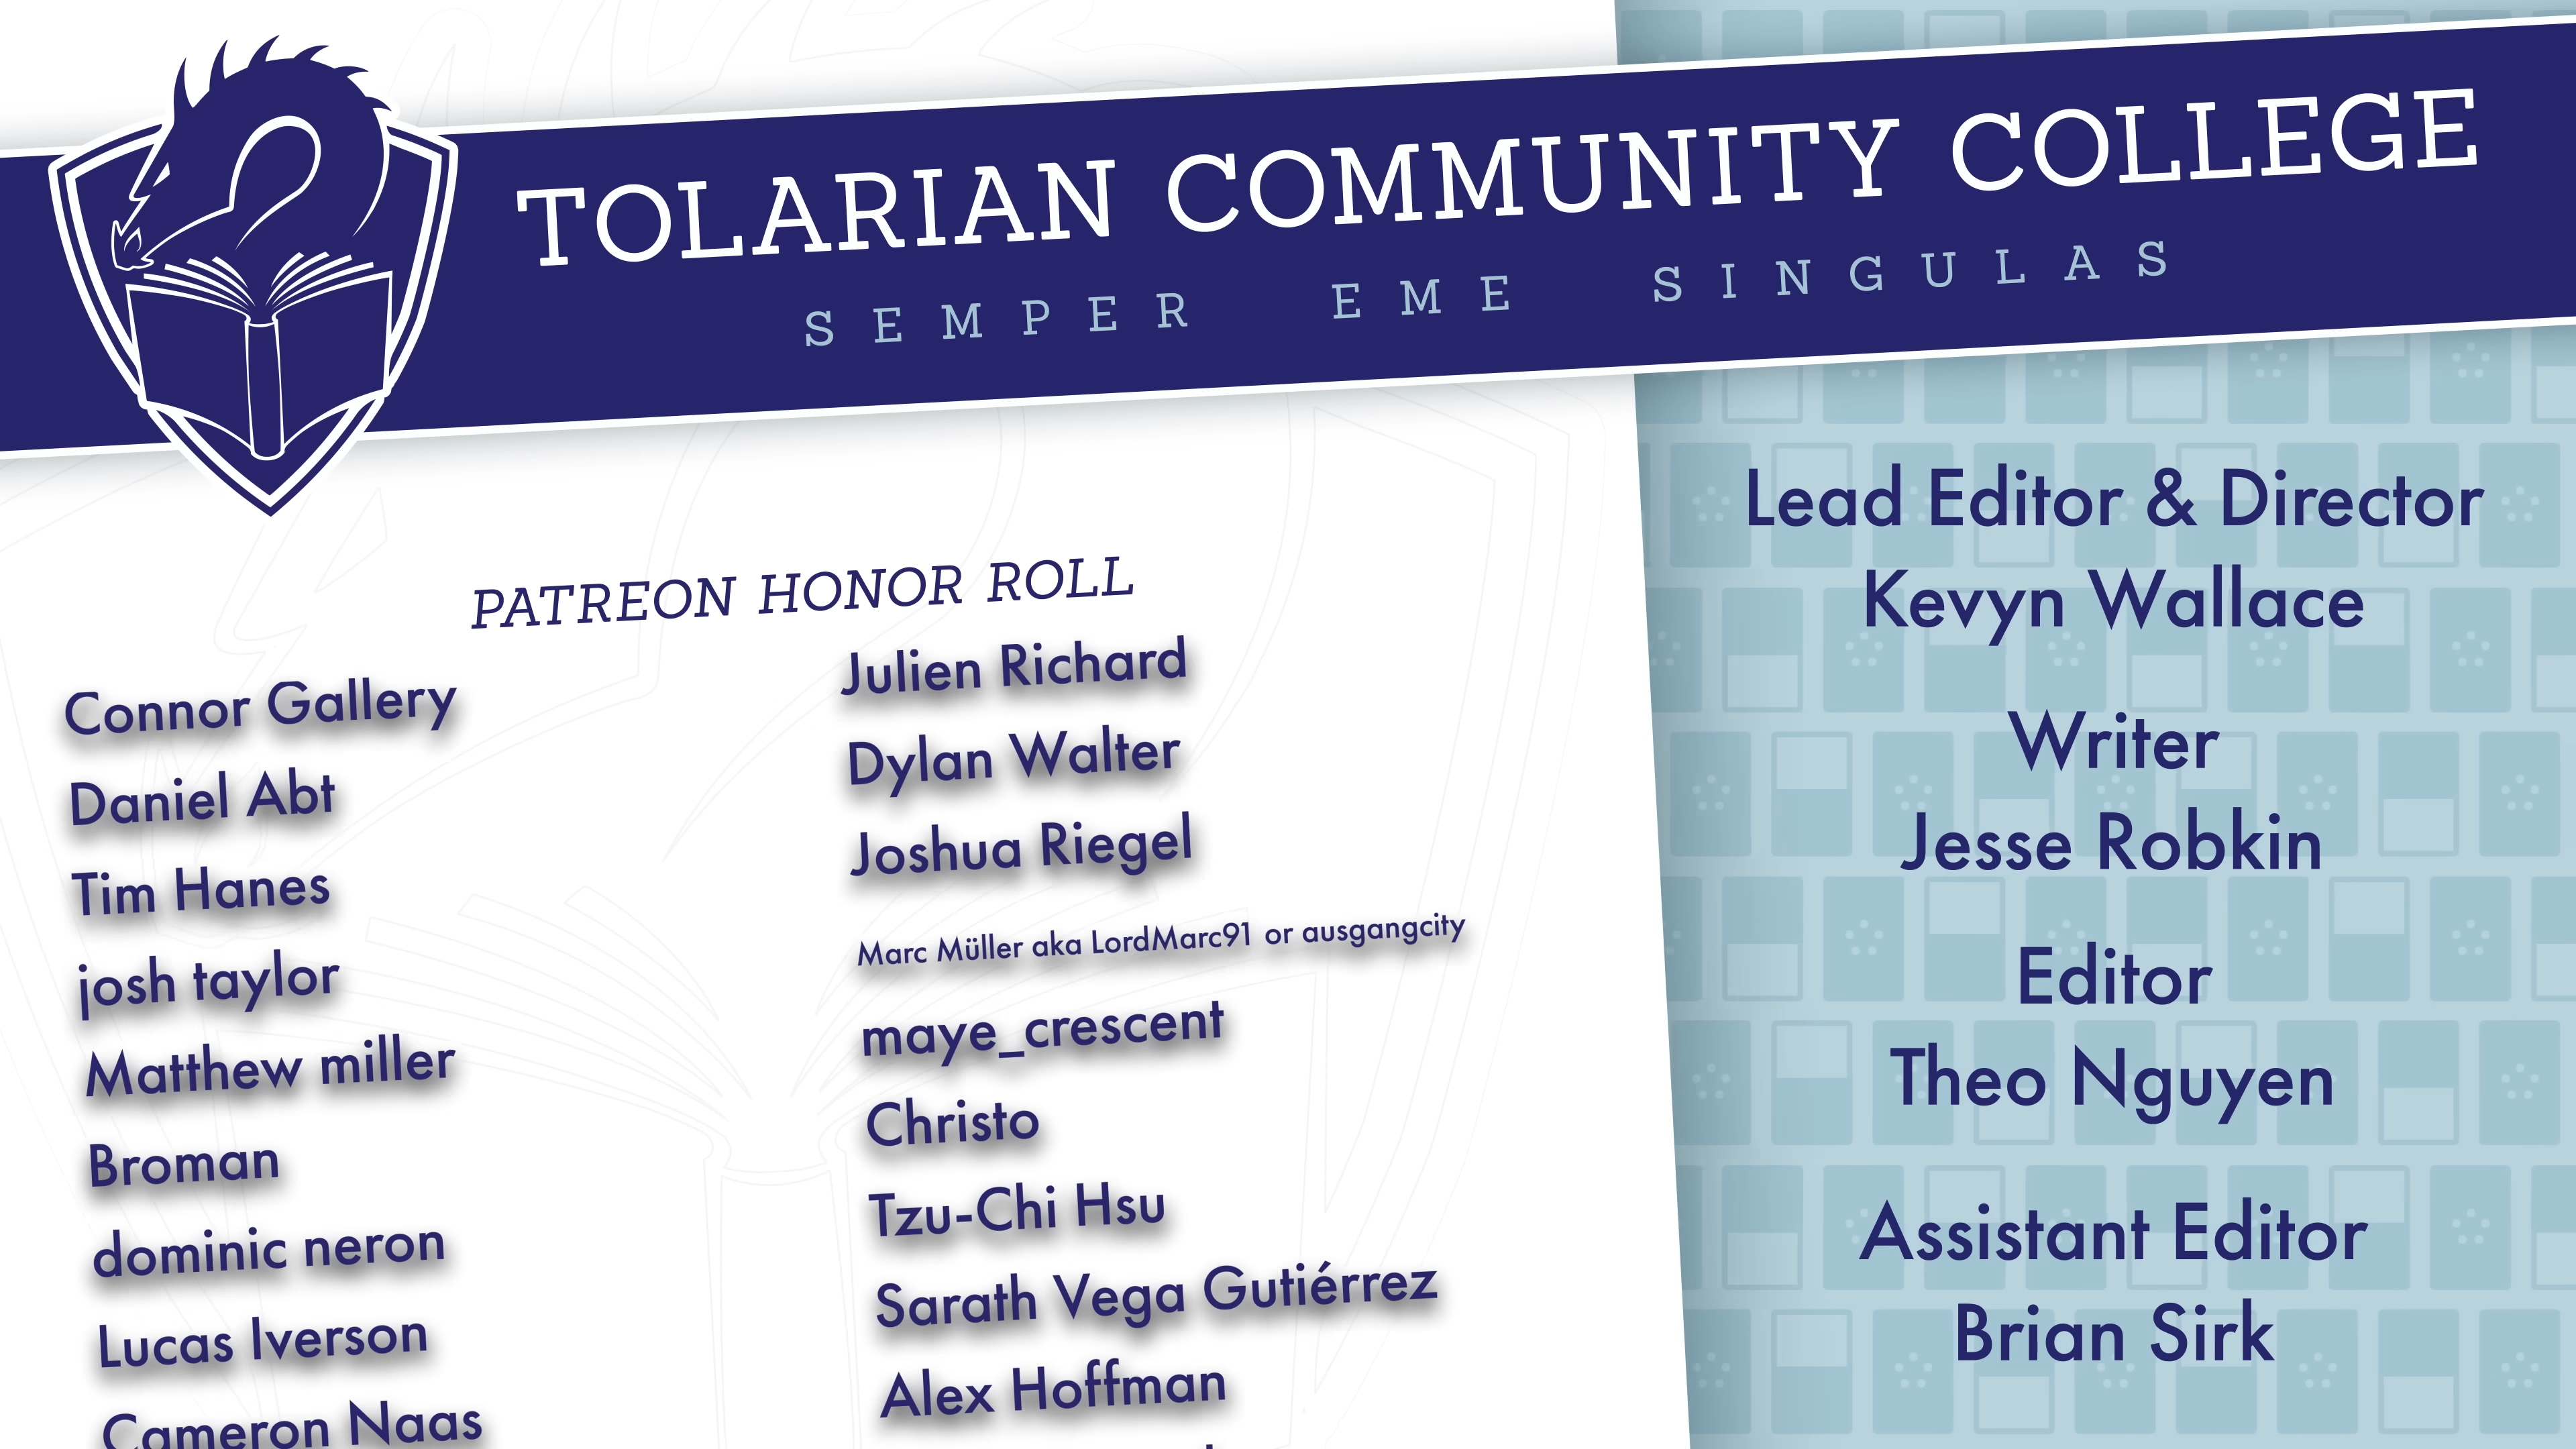 TOLARIAN COMMUNITY COLLEGE
SEMPER EME SINGULAS
PATREON HONOR ROLL
Connor Gallery
Daniel Abt
Tim Hanes
josh taylor
Matthew miller
Broman
dominic neron
Lucas Iverson
Cameron Naas
Julien Richard
Dylan Walter
Joshua Riegel
Marc Müller aka LordMarc91 or ausgangcity
maye_crescent
Christo
Tzu-Chi Hsu
Sarath Vega Gutiérrez
Alex Hoffman
Lead Editor & Director
Kevyn Wallace
Writer
Jesse Robkin
Editor
Theo Nguyen
Assistant Editor
Brian Sirk